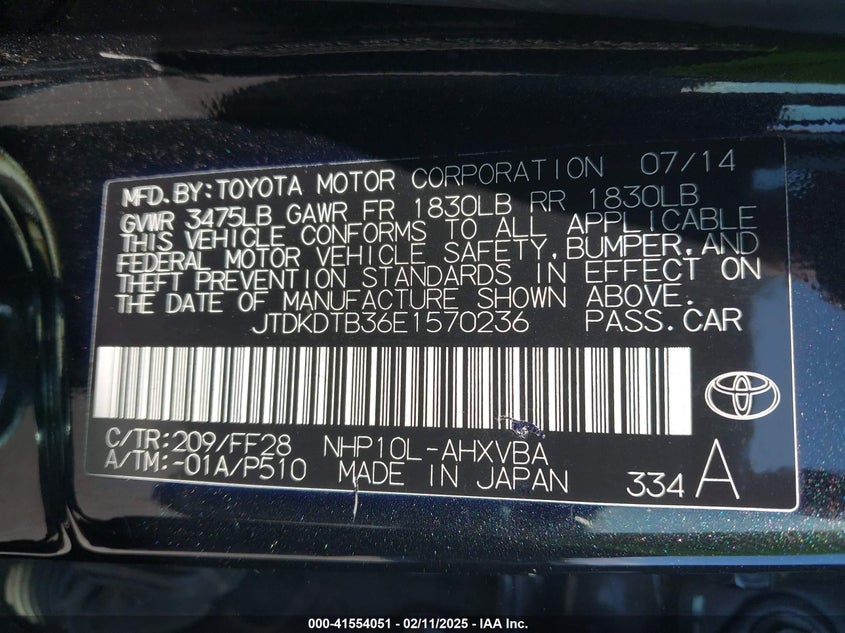 MFD.BY:TOYOTA MOTOR CORPORATION 07/14
GVWR 3475LB GAWR FR 1830LB RR 1830LB
THIS VEHICLE CONFORMS TO ALL APPLICABLE
FEDERAL MOTOR VEHICLE SAFETY,BUMPER,AND
THEFT PREVENTION STANDARDS IN EFFECT ON
THE DATE OF MANUFACTURE SHOWN ABOVE.
JTDKDTB36E1570236 PASS.CAR
C/TR:209/FF28 NHP10L-AHXVBA
A/TM:-01A/P510 MADE IN JAPAN 334 A
000-41554051 - 02/11/2025 - IAA Inc.